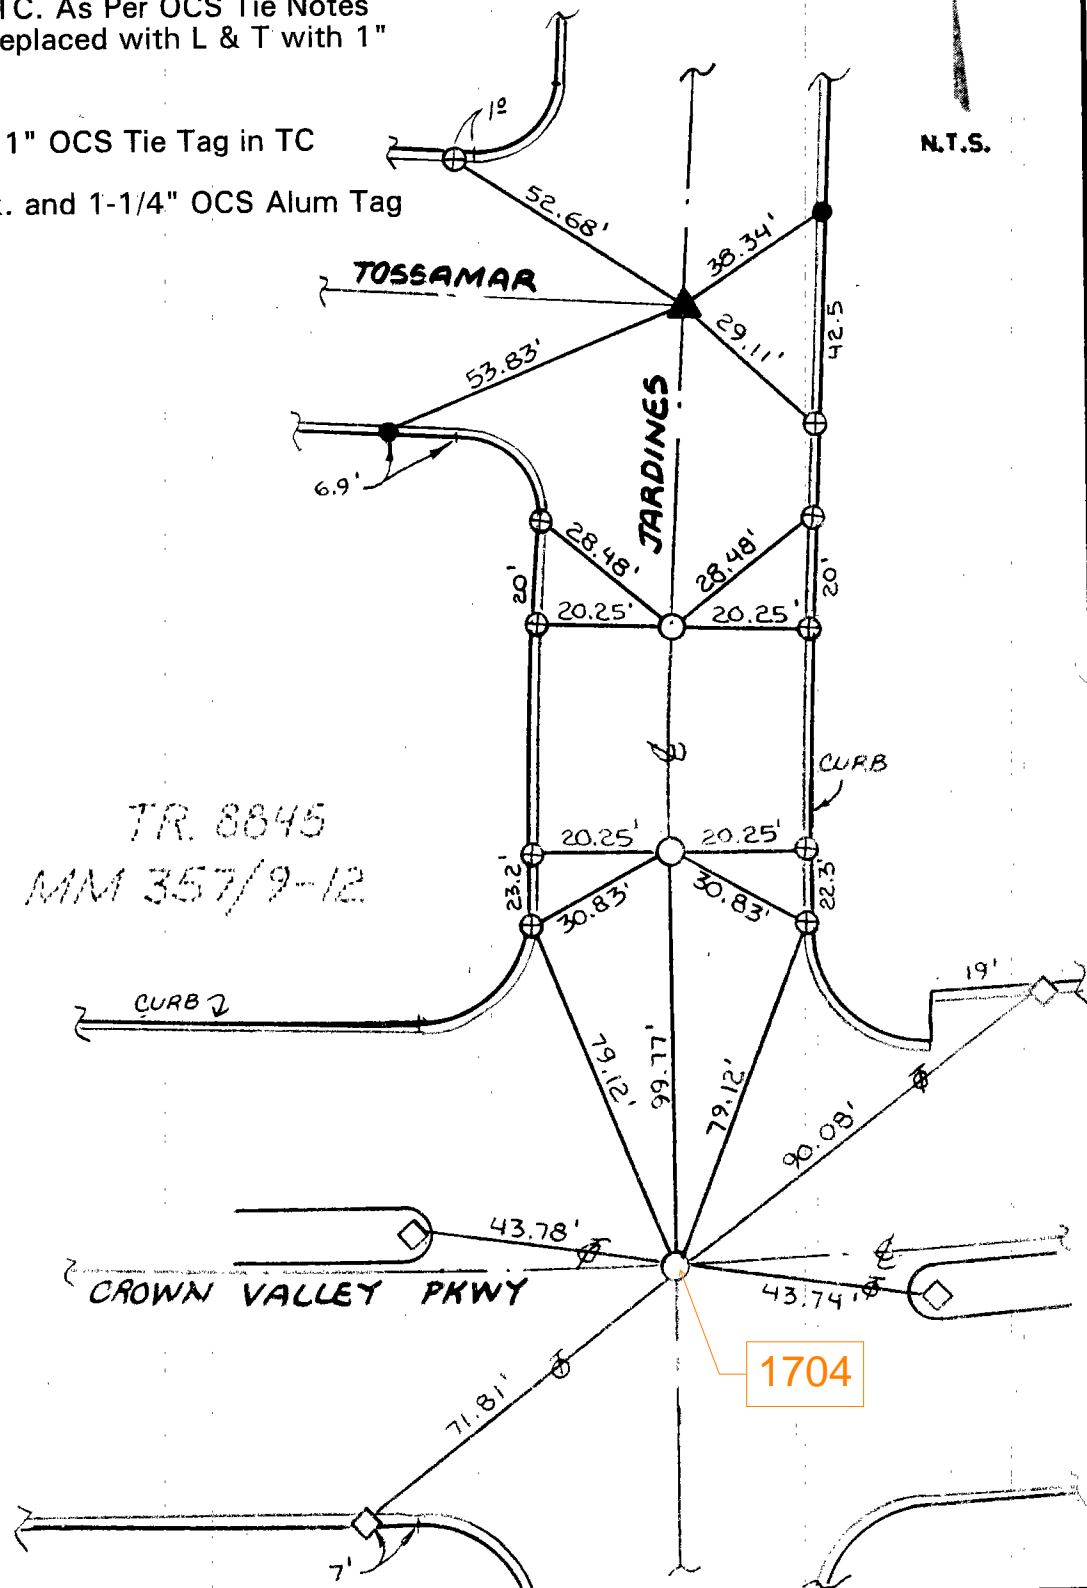 TC. As Per OCS Tie Notes
eplaced with L & T with 1"
1" OCS Tie Tag in TC
. and 1-1/4" OCS Alum Tag
N.T.S.
52.68'
38.34'
TOSSAMAR
29.11'
42.5
53.83'
JARDINES
6.9'
28.48'
28.48'
20'
20'
20.25'
20.25'
CURB
TR. 8845
MM 357/9-12
20.25'
20.25'
23.2'
22.3'
30.83'
30.83'
19'
CURB
79.12'
99.77'
79.12'
90.08'
43.78'
CROWN VALLEY PKWY
43.74'
1704
71.81'
7'